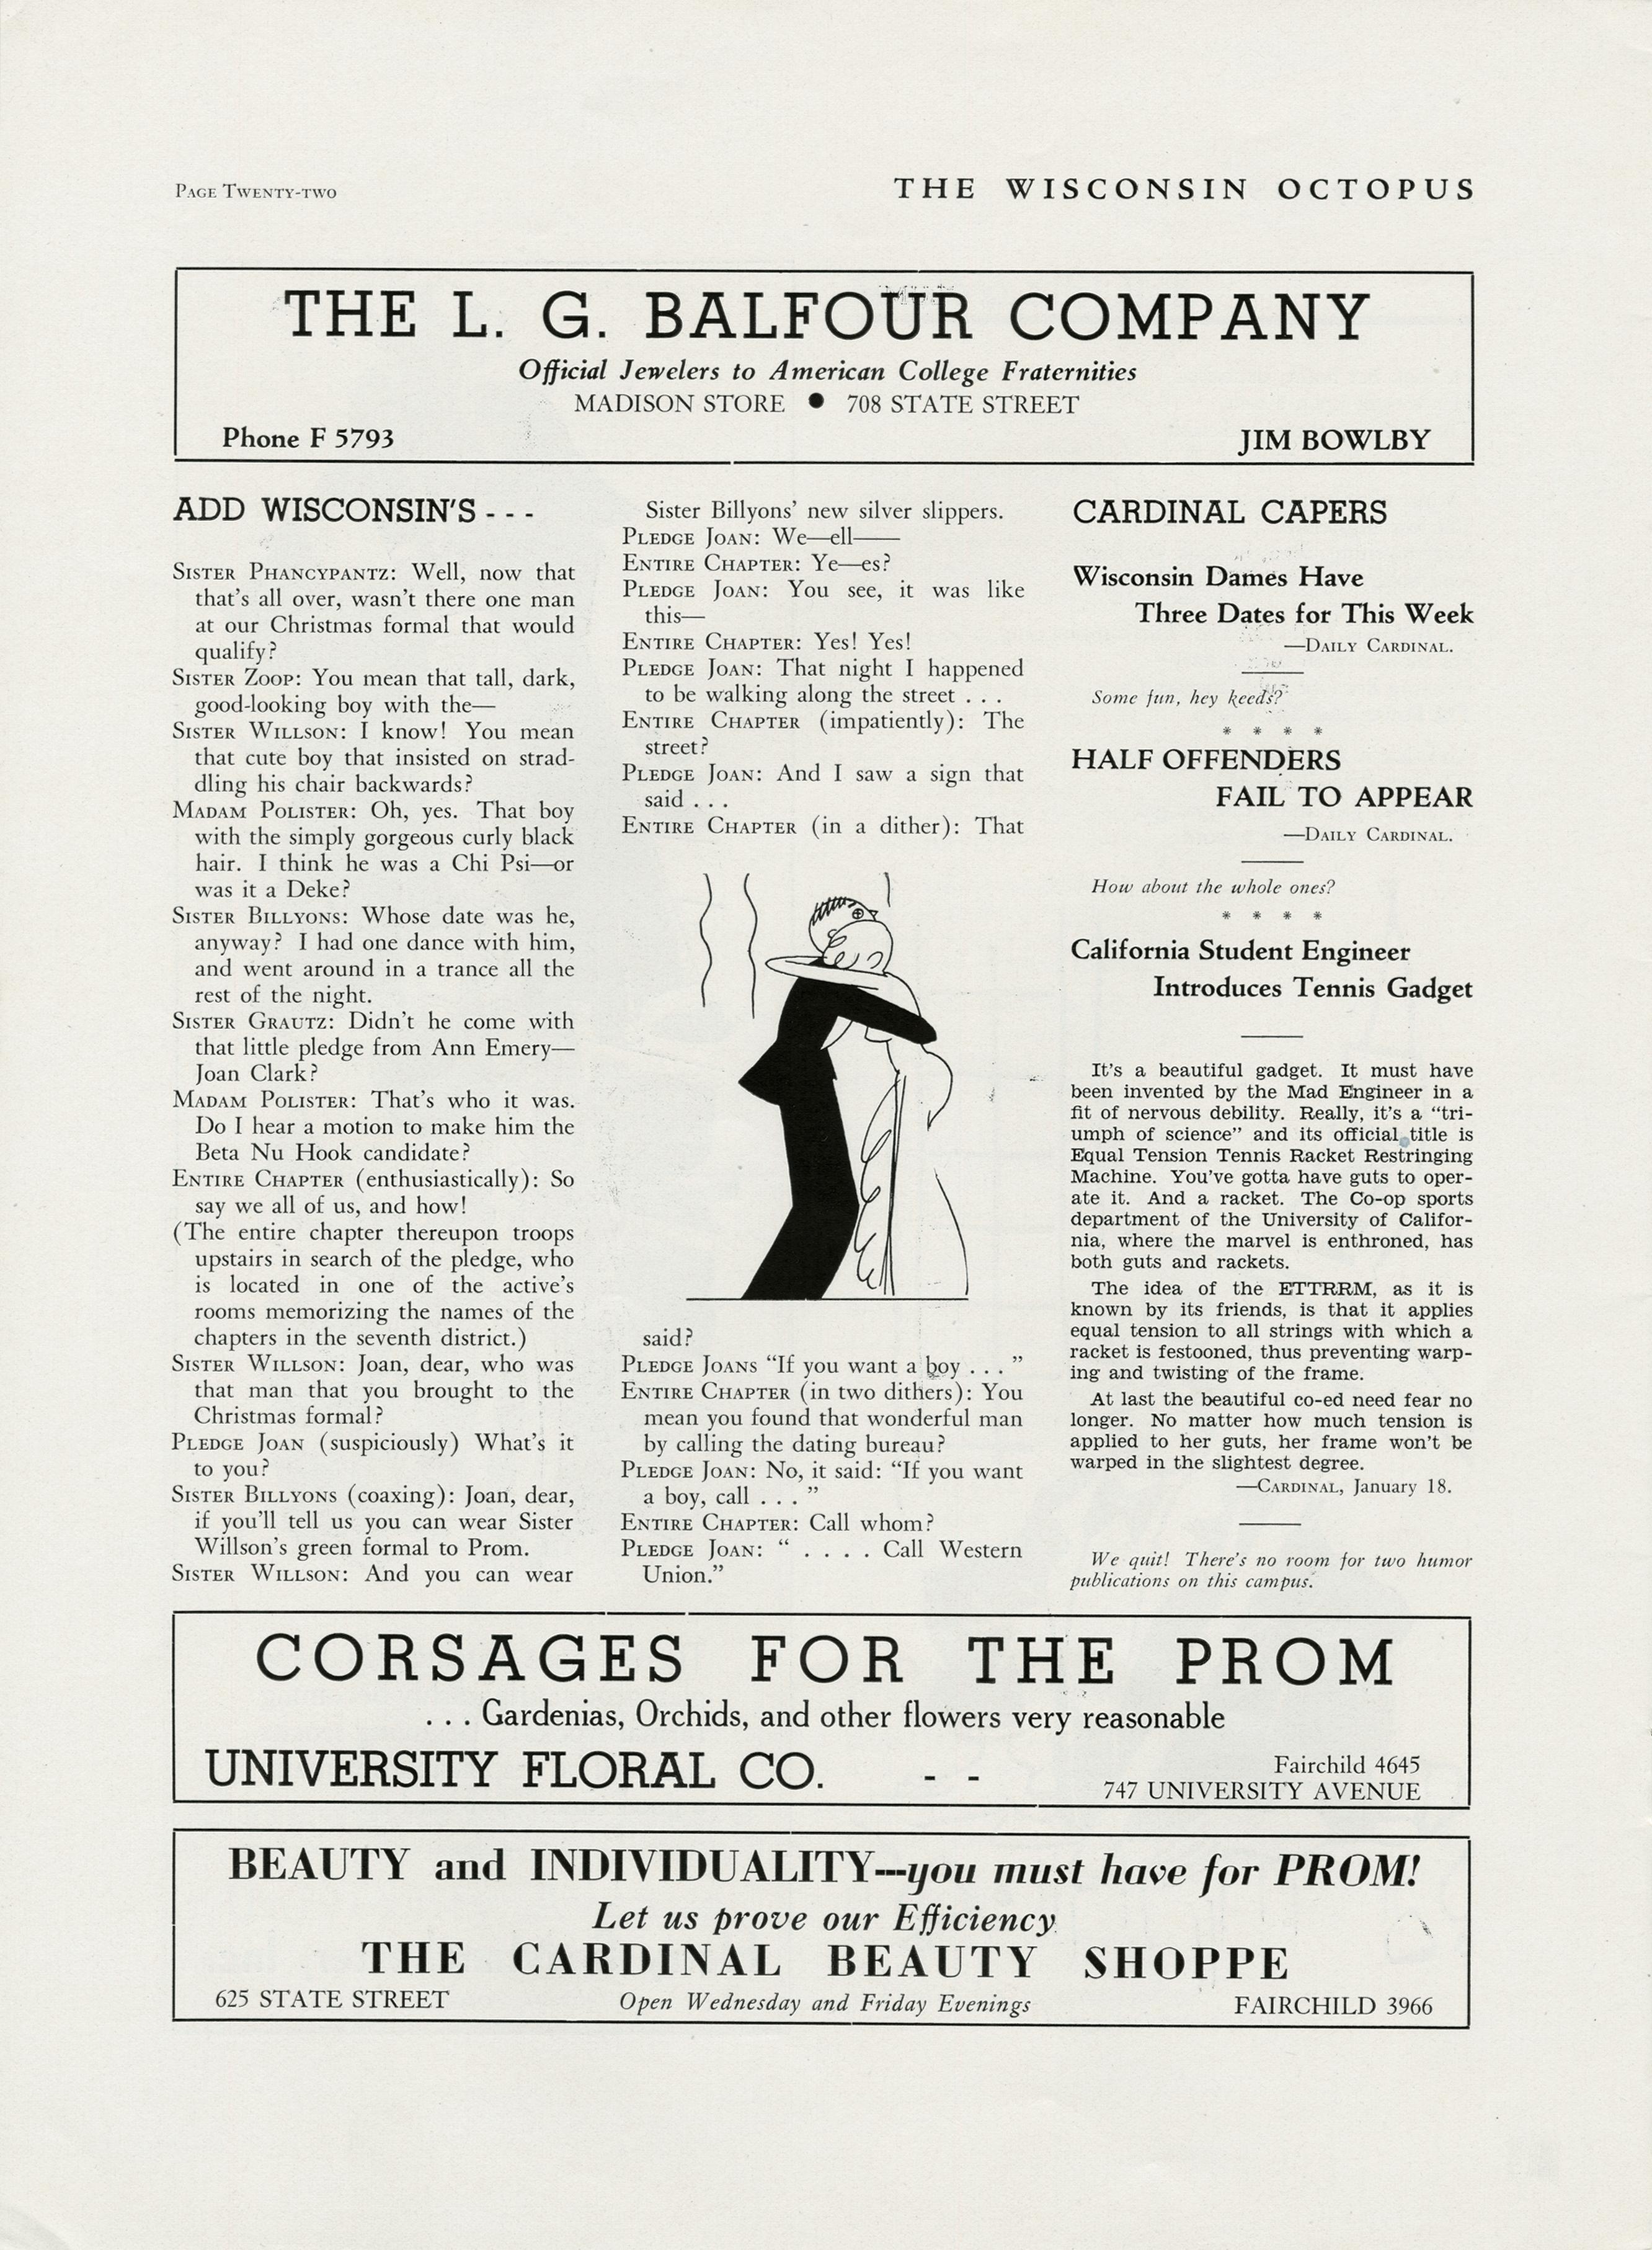 PAGE TWENTY-TWO
THE WISCONSIN OCTOPUS
THE L. G. BALFOUR COMPANY
Official Jewelers to American College Fraternities
MADISON STORE ● 708 STATE STREET
Phone F 5793
JIM BOWLBY
ADD WISCONSIN'S - - -
SISTER PHANCYPANTZ: Well, now that
that's all over, wasn't there one man
at our Christmas formal that would
qualify?
SISTER ZOOP: You mean that tall, dark,
good-looking boy with the—
SISTER WILLSON: I know! You mean
that cute boy that insisted on strad-
dling his chair backwards?
MADAM POLISTER: Oh, yes. That boy
with the simply gorgeous curly black
hair. I think he was a Chi Psi—or
was it a Deke?
SISTER BILLYONS: Whose date was he,
anyway? I had one dance with him,
and went around in a trance all the
rest of the night.
SISTER GRAUTZ: Didn't he come with
that little pledge from Ann Emery—
Joan Clark?
MADAM POLISTER: That's who it was.
Do I hear a motion to make him the
Beta Nu Hook candidate?
ENTIRE CHAPTER (enthusiastically): So
say we all of us, and how!
(The entire chapter thereupon troops
upstairs in search of the pledge, who
is located in one of the active's
rooms memorizing the names of the
chapters in the seventh district.)
SISTER WILLSON: Joan, dear, who was
that man that you brought to the
Christmas formal?
PLEDGE JOAN (suspiciously) What's it
to you?
SISTER BILLYONS (coaxing): Joan, dear,
if you'll tell us you can wear Sister
Willson's green formal to Prom.
SISTER WILLSON: And you can wear
Sister Billyons' new silver slippers.
PLEDGE JOAN: We—ell——
ENTIRE CHAPTER: Ye—es?
PLEDGE JOAN: You see, it was like
this—
ENTIRE CHAPTER: Yes! Yes!
PLEDGE JOAN: That night I happened
to be walking along the street . . .
ENTIRE CHAPTER (impatiently): The
street?
PLEDGE JOAN: And I saw a sign that
said . . .
ENTIRE CHAPTER (in a dither): That
said?
PLEDGE JOANS "If you want a boy . . . "
ENTIRE CHAPTER (in two dithers): You
mean you found that wonderful man
by calling the dating bureau?
PLEDGE JOAN: No, it said: "If you want
a boy, call . . . "
ENTIRE CHAPTER: Call whom?
PLEDGE JOAN: " . . . . Call Western
Union."
CARDINAL CAPERS
Wisconsin Dames Have
Three Dates for This Week
—DAILY CARDINAL.
Some fun, hey keeds?
* * * *
HALF OFFENDERS
FAIL TO APPEAR
—DAILY CARDINAL.
How about the whole ones?
* * * *
California Student Engineer
Introduces Tennis Gadget
It's a beautiful gadget. It must have
been invented by the Mad Engineer in a
fit of nervous debility. Really, it's a "tri-
umph of science" and its official title is
Equal Tension Tennis Racket Restringing
Machine. You've gotta have guts to oper-
ate it. And a racket. The Co-op sports
department of the University of Califor-
nia, where the marvel is enthroned, has
both guts and rackets.
The idea of the ETTRRM, as it is
known by its friends, is that it applies
equal tension to all strings with which a
racket is festooned, thus preventing warp-
ing and twisting of the frame.
At last the beautiful co-ed need fear no
longer. No matter how much tension is
applied to her guts, her frame won't be
warped in the slightest degree.
—CARDINAL, January 18.
We quit! There's no room for two humor
publications on this campus.
CORSAGES FOR THE PROM
. . . Gardenias, Orchids, and other flowers very reasonable
UNIVERSITY FLORAL CO. - -
Fairchild 4645
747 UNIVERSITY AVENUE
BEAUTY and INDIVIDUALITY---you must have for PROM!
Let us prove our Efficiency
THE CARDINAL BEAUTY SHOPPE
625 STATE STREET
Open Wednesday and Friday Evenings
FAIRCHILD 3966